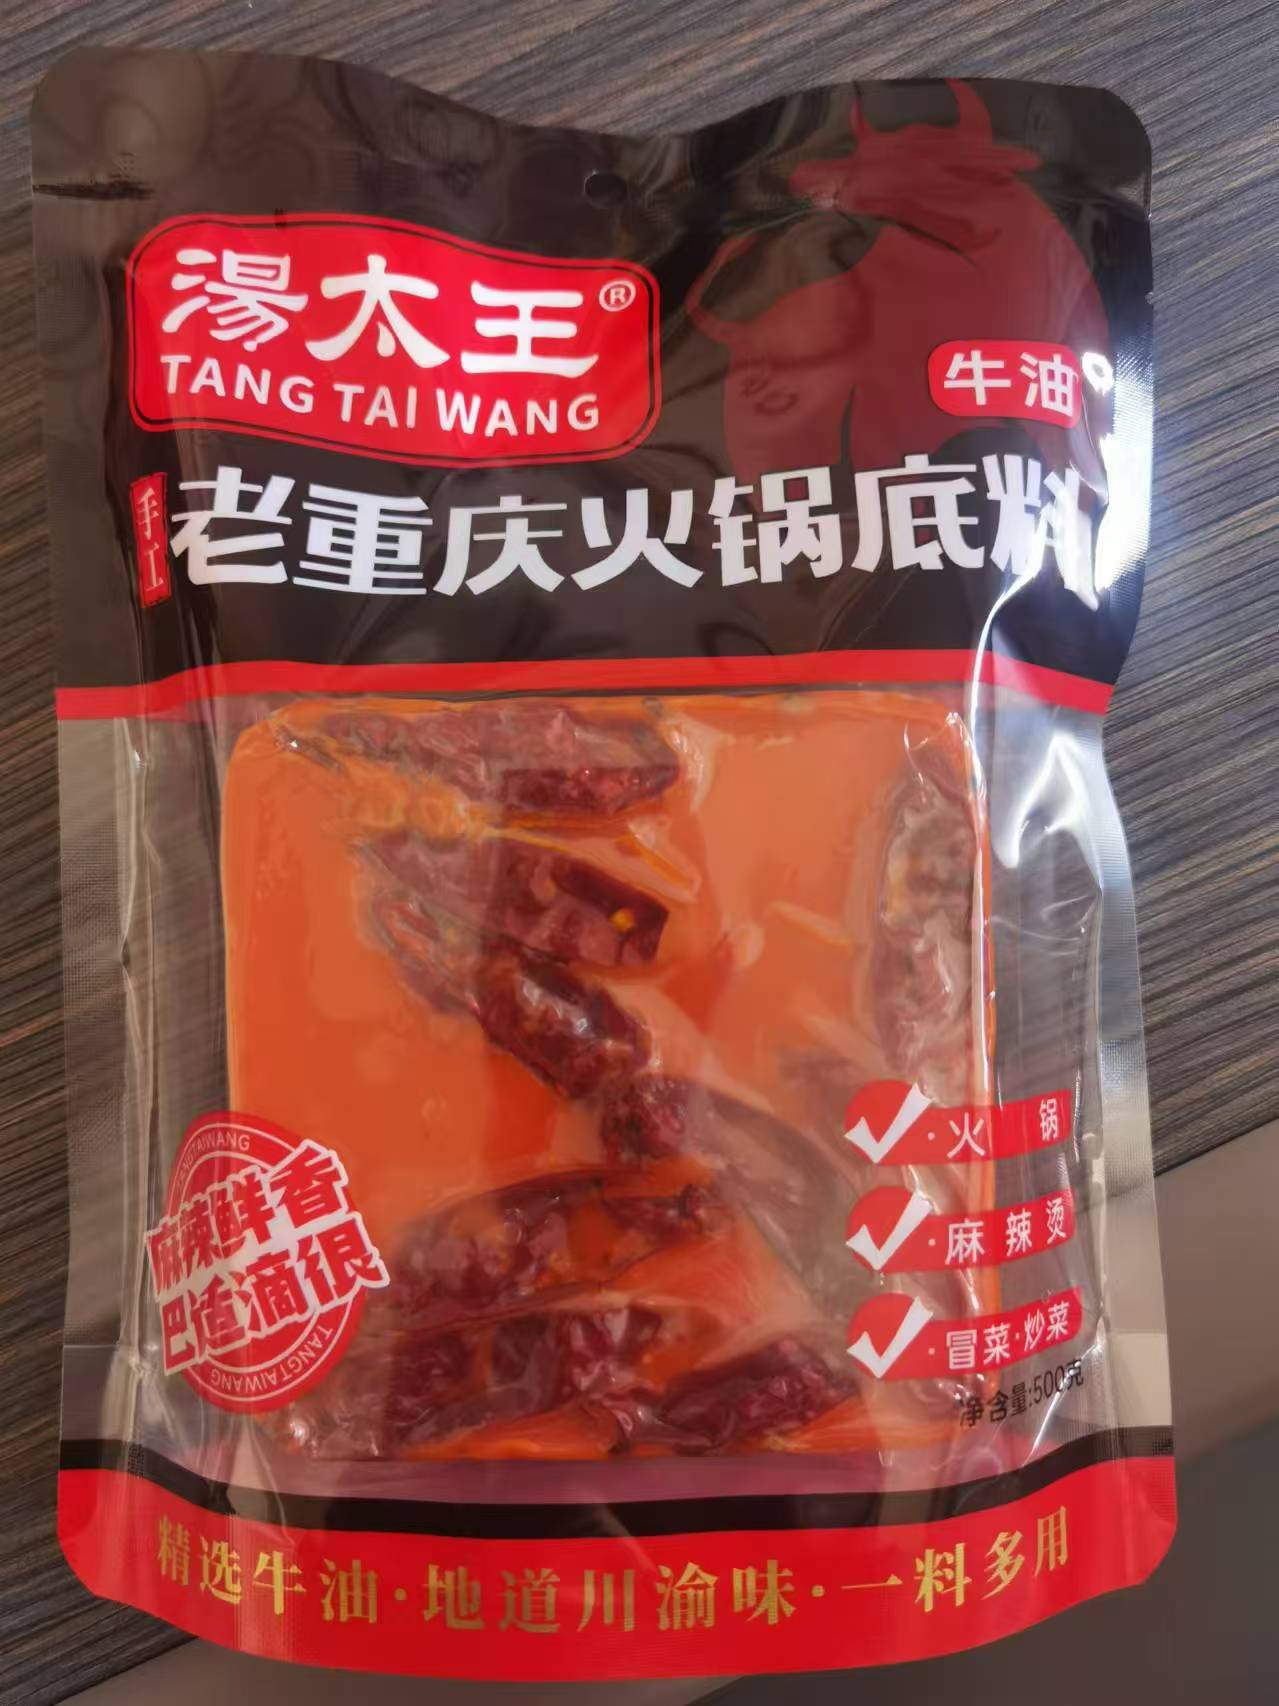 湯太王®
TANG TAI WANG
牛油
手工
老重庆火锅底料
TANGTAIWANG
麻辣鲜香
巴适滴很
TANGTAIWANG
·火锅
·麻辣烫
·冒菜·炒菜
净含量:500克
精选牛油·地道川渝味·一料多用